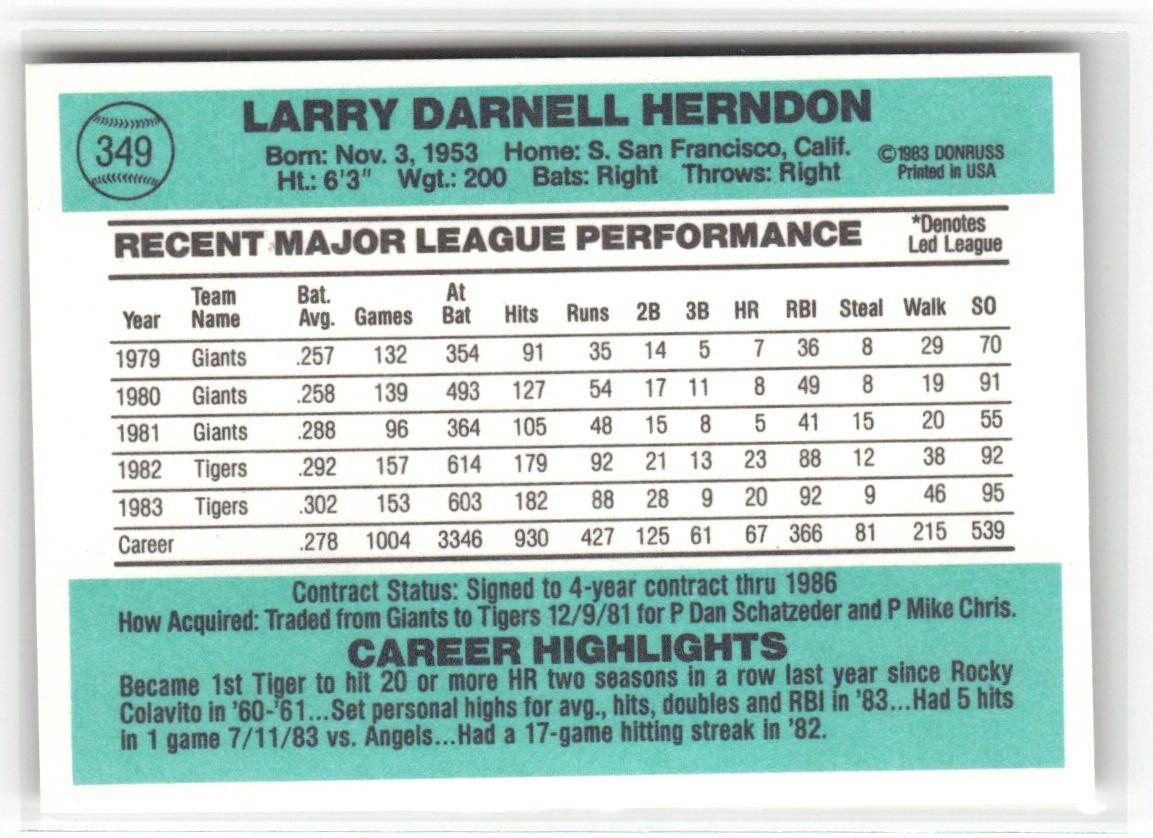 349
LARRY DARNELL HERNDON
Born: Nov. 3, 1953 Home: S. San Francisco, Calif.
Ht.: 6'3" Wgt.: 200 Bats: Right Throws: Right
©1983 DONRUSS
Printed in USA
RECENT MAJOR LEAGUE PERFORMANCE
*Denotes
Led League
Year Team Name Bat. Avg. Games At Bat Hits Runs 2B 3B HR RBI Steal Walk SO
1979 Giants .257 132 354 91 35 14 5 7 36 8 29 70
1980 Giants .258 139 493 127 54 17 11 8 49 8 19 91
1981 Giants .288 96 364 105 48 15 8 5 41 15 20 55
1982 Tigers .292 157 614 179 92 21 13 23 88 12 38 92
1983 Tigers .302 153 603 182 88 28 9 20 92 9 46 95
Career .278 1004 3346 930 427 125 61 67 366 81 215 539
Contract Status: Signed to 4-year contract thru 1986
How Acquired: Traded from Giants to Tigers 12/9/81 for P Dan Schatzeder and P Mike Chris.
CAREER HIGHLIGHTS
Became 1st Tiger to hit 20 or more HR two seasons in a row last year since Rocky
Colavito in '60-'61...Set personal highs for avg., hits, doubles and RBI in '83...Had 5 hits
in 1 game 7/11/83 vs. Angels...Had a 17-game hitting streak in '82.